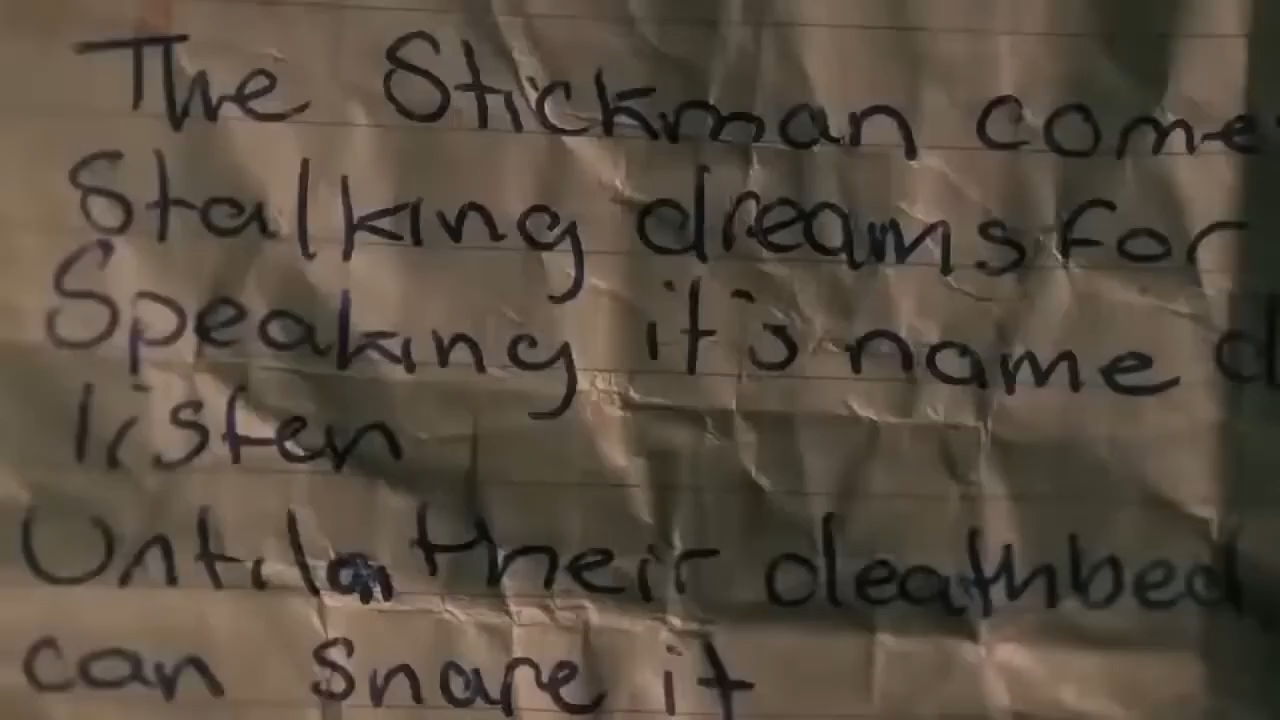 The Stickman come
Stalking dreams for
Speaking it's name
listen
Until their deathbed
can snare it